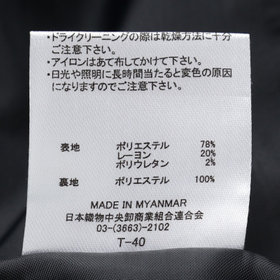 ・ドライクリーニングの際は乾燥方法に十分
ご注意下さい。
・アイロンはあて布してかけて下さい。
・日光や照明に長時間当たると変色の原因
になりますのでご注意下さい。
表地 ポリエステル 78%
レーヨン 20%
ポリウレタン 2%
裏地 ポリエステル 100%
MADE IN MYANMAR
日本織物中央卸商業組合連合会
03-(3663)-2102
T-40